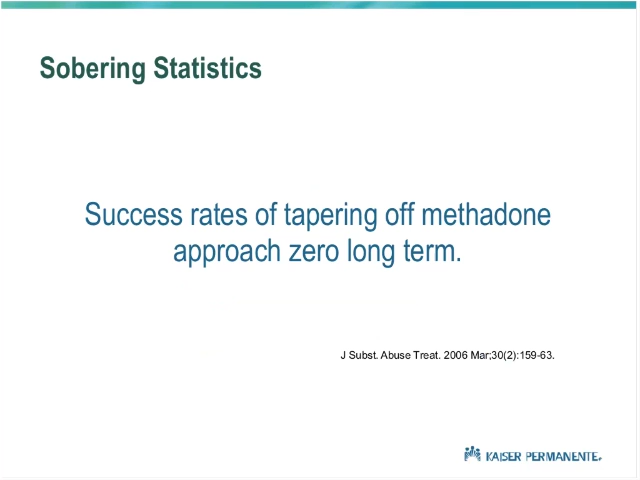 Sobering Statistics
Success rates of tapering off methadone
approach zero long term.
J Subst. Abuse Treat. 2006 Mar;30(2):159-63.
KAISER PERMANENTE.